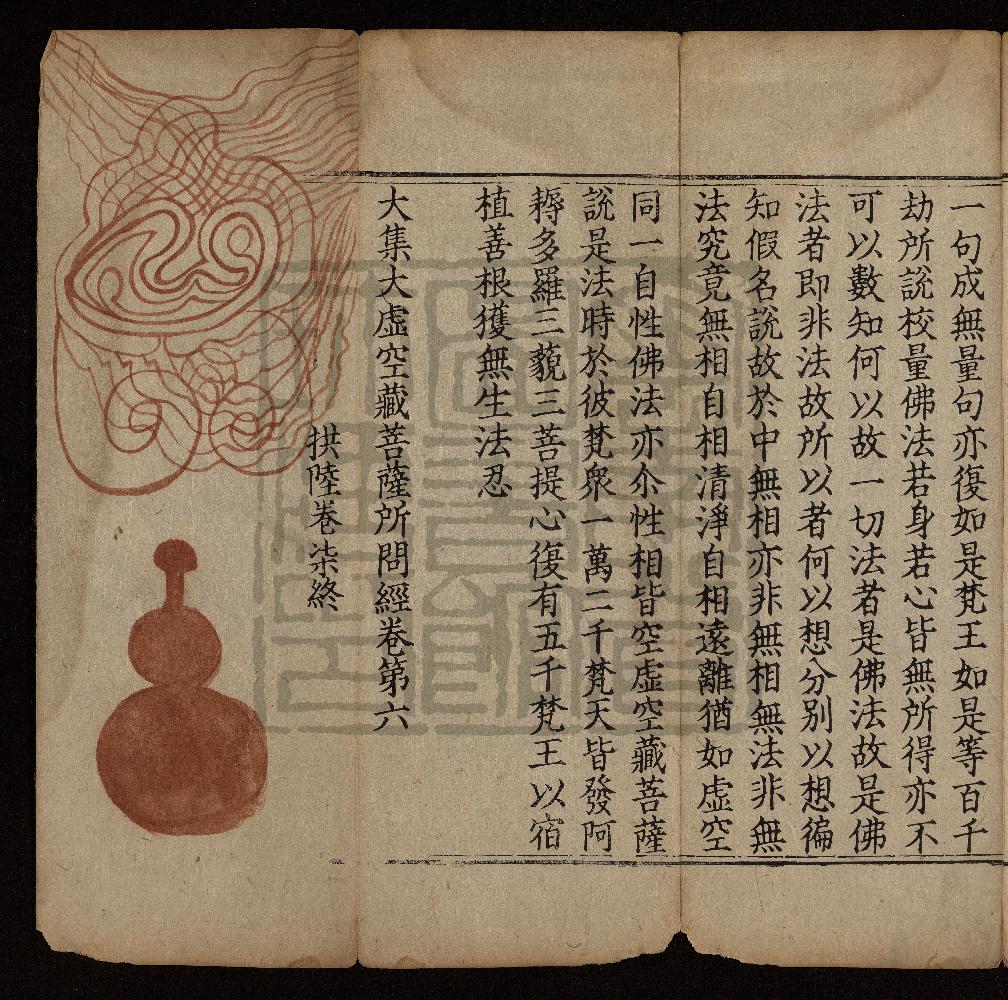 一句成無量句亦復如是梵王如是等百千
劫所說校量佛法若身若心皆無所得亦不
可以數知何以故一切法者是佛法故是佛
法者即非法故所以者何以想分別以想徧
知假名說故於中無相亦非無相無法非無
法究竟無相自相清淨自相遠離猶如虛空
同一自性佛法亦尒性相皆空虛空藏菩薩
說是法時於彼梵衆一萬二千梵天皆發阿
耨多羅三藐三菩提心復有五千梵王以宿
植善根獲無生法忍
大集大虛空藏菩薩所問經卷第六
拱陸卷柒終